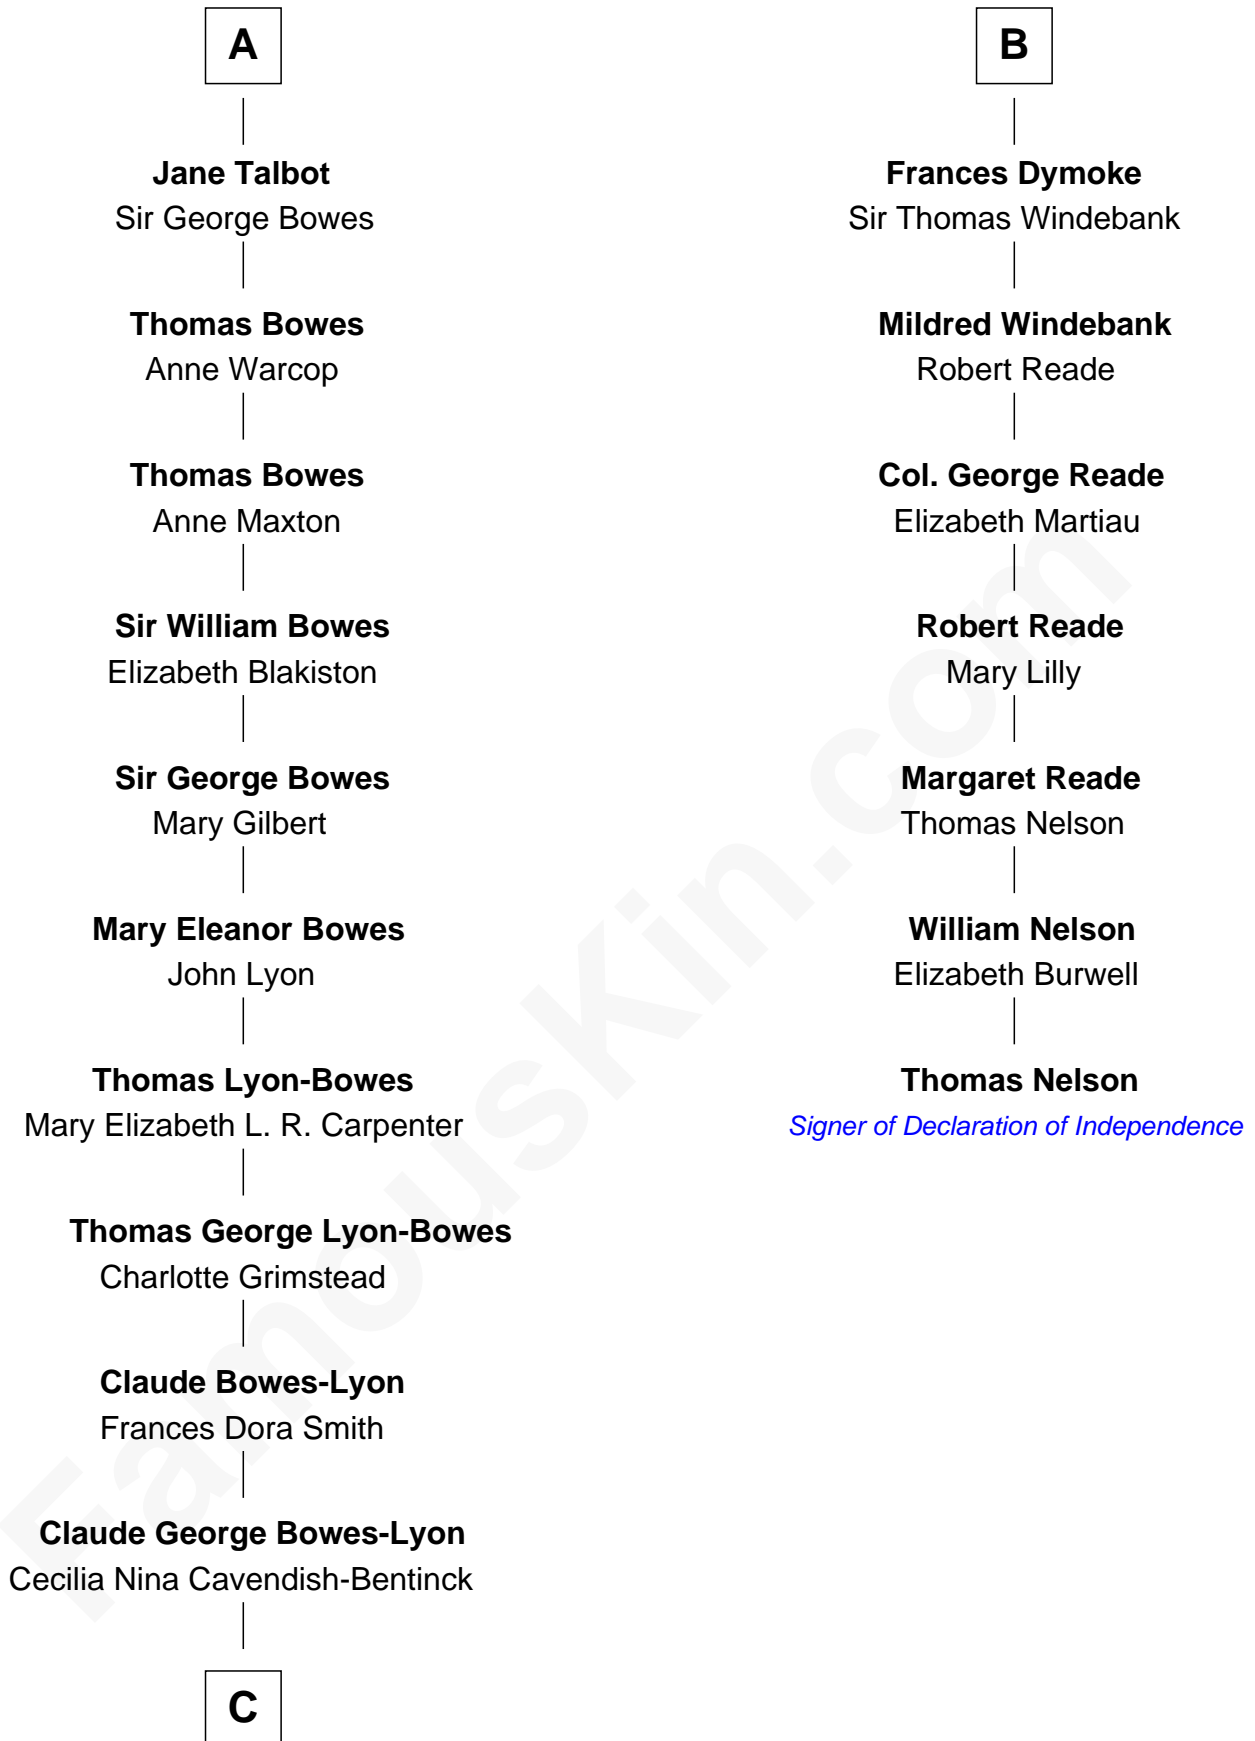 A
Jane Talbot
Sir George Bowes
Thomas Bowes
Anne Warcop
Thomas Bowes
Anne Maxton
Sir William Bowes
Elizabeth Blakiston
Sir George Bowes
Mary Gilbert
Mary Eleanor Bowes
John Lyon
Thomas Lyon-Bowes
Mary Elizabeth L. R. Carpenter
Thomas George Lyon-Bowes
Charlotte Grimstead
Claude Bowes-Lyon
Frances Dora Smith
Claude George Bowes-Lyon
Cecilia Nina Cavendish-Bentinck
C
B
Frances Dymoke
Sir Thomas Windebank
Mildred Windebank
Robert Reade
Col. George Reade
Elizabeth Martiau
Robert Reade
Mary Lilly
Margaret Reade
Thomas Nelson
William Nelson
Elizabeth Burwell
Thomas Nelson
Signer of Declaration of Independence
FamousKin.com